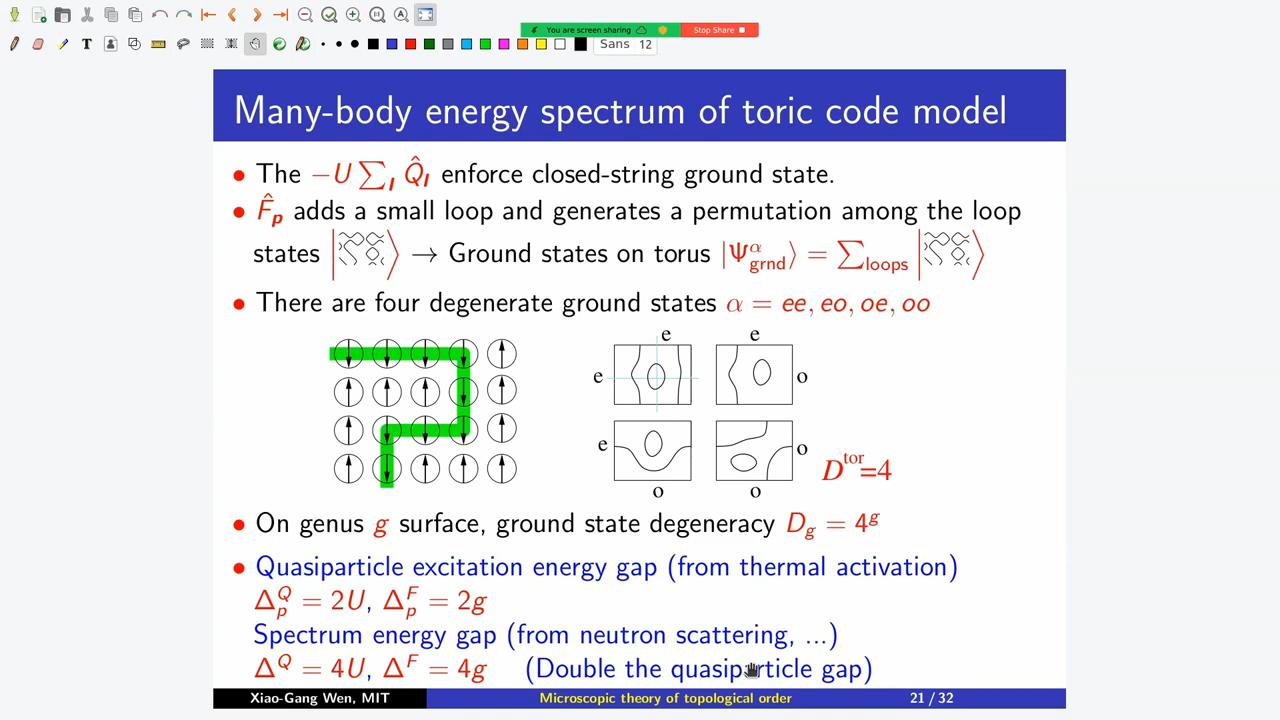 You are screen sharing
Stop Share
T
A
Sans 12
Many-body energy spectrum of toric code model
• The −U ∑_I Q̂_I enforce closed-string ground state.
• F̂_p adds a small loop and generates a permutation among the loop
states | ⟩ → Ground states on torus |Ψ^α_grnd⟩ = ∑_loops | ⟩
• There are four degenerate ground states α = ee, eo, oe, oo
e e
e o
e o
o o
D^tor=4
• On genus g surface, ground state degeneracy D_g = 4^g
• Quasiparticle excitation energy gap (from thermal activation)
Δ^Q_p = 2U, Δ^F_p = 2g
Spectrum energy gap (from neutron scattering, ...)
Δ^Q = 4U, Δ^F = 4g (Double the quasiparticle gap)
Xiao-Gang Wen, MIT Microscopic theory of topological order 21 / 32